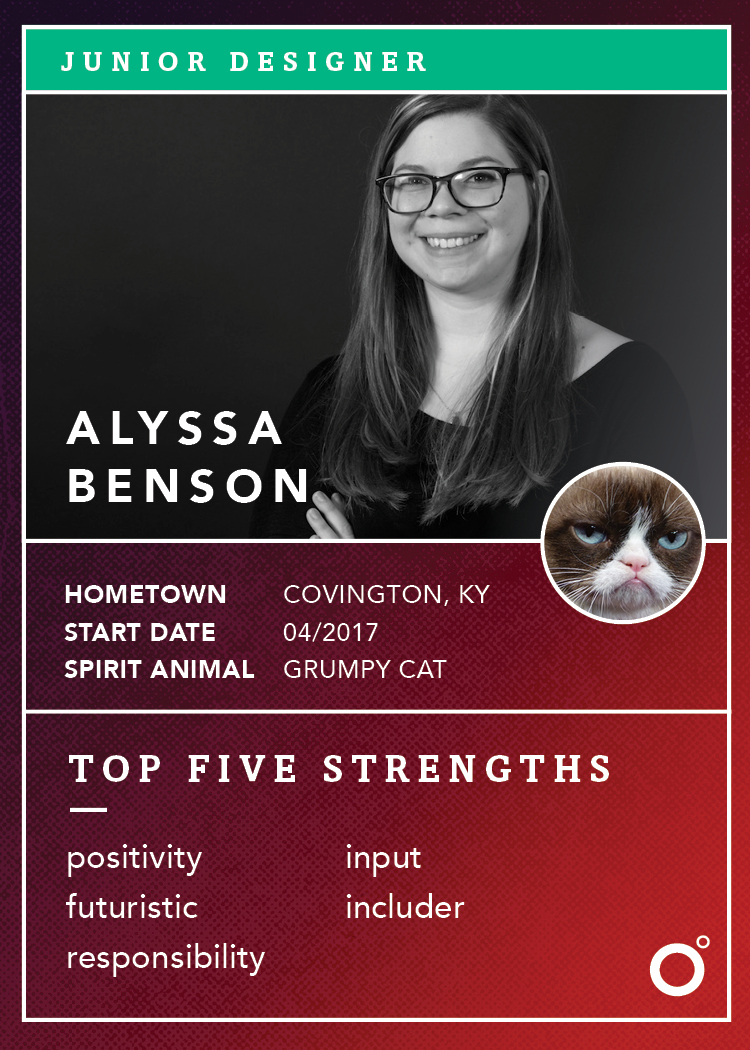 JUNIOR DESIGNER
ALYSSA
BENSON
HOMETOWN COVINGTON, KY
START DATE 04/2017
SPIRIT ANIMAL GRUMPY CAT
TOP FIVE STRENGTHS
positivity input
futuristic includer
responsibility